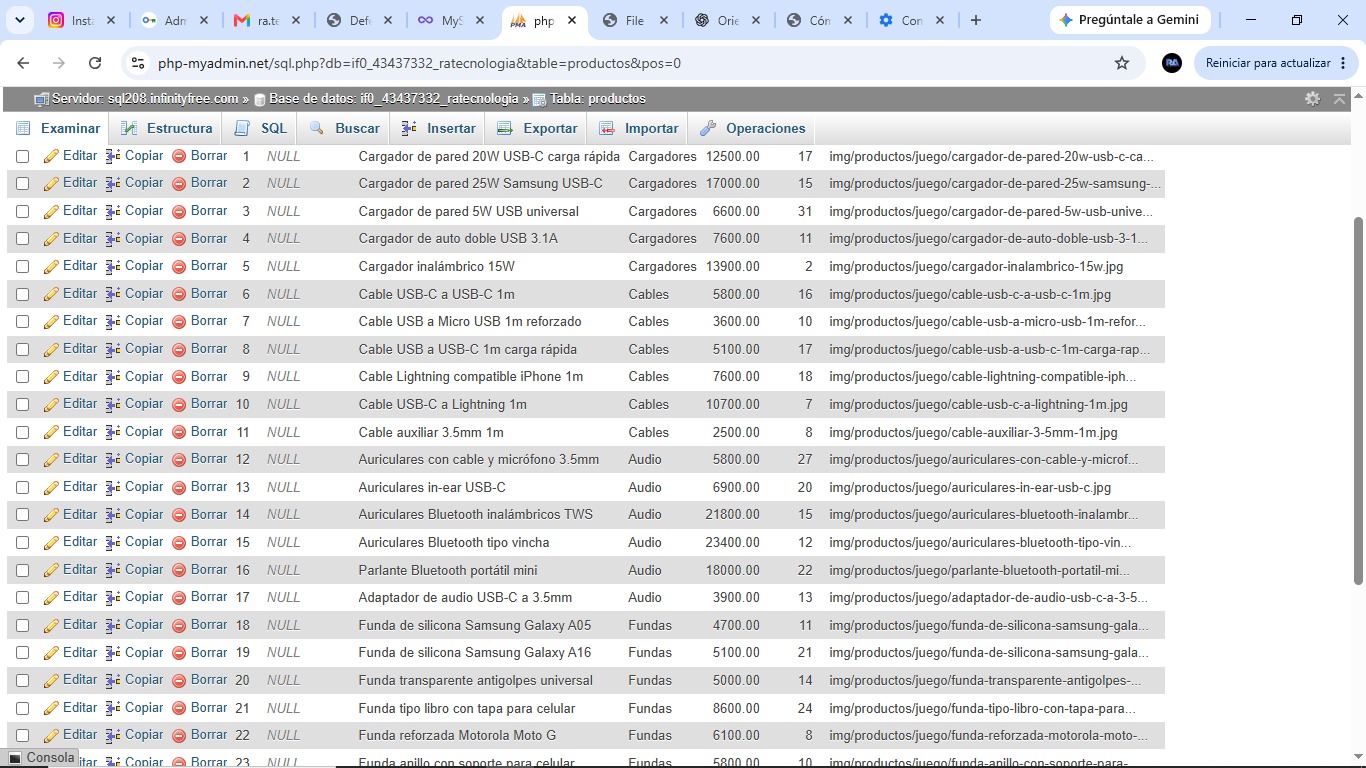 Insta
Adm
ra.te
Defe
MyS
php
File
Orie
Cóm
Con
Pregúntale a Gemini
php-myadmin.net/sql.php?db=if0_43437332_ratecnologia&table=productos&pos=0
RA
Reiniciar para actualizar
Servidor: sql208.infinityfree.com » Base de datos: if0_43437332_ratecnologia » Tabla: productos
Examinar Estructura SQL Buscar Insertar Exportar Importar Operaciones
Editar Copiar Borrar 1 NULL Cargador de pared 20W USB-C carga rápida Cargadores 12500.00 17 img/productos/juego/cargador-de-pared-20w-usb-c-ca...
Editar Copiar Borrar 2 NULL Cargador de pared 25W Samsung USB-C Cargadores 17000.00 15 img/productos/juego/cargador-de-pared-25w-samsung-...
Editar Copiar Borrar 3 NULL Cargador de pared 5W USB universal Cargadores 6600.00 31 img/productos/juego/cargador-de-pared-5w-usb-unive...
Editar Copiar Borrar 4 NULL Cargador de auto doble USB 3.1A Cargadores 7600.00 11 img/productos/juego/cargador-de-auto-doble-usb-3-1...
Editar Copiar Borrar 5 NULL Cargador inalámbrico 15W Cargadores 13900.00 2 img/productos/juego/cargador-inalambrico-15w.jpg
Editar Copiar Borrar 6 NULL Cable USB-C a USB-C 1m Cables 5800.00 16 img/productos/juego/cable-usb-c-a-usb-c-1m.jpg
Editar Copiar Borrar 7 NULL Cable USB a Micro USB 1m reforzado Cables 3600.00 10 img/productos/juego/cable-usb-a-micro-usb-1m-refor...
Editar Copiar Borrar 8 NULL Cable USB a USB-C 1m carga rápida Cables 5100.00 17 img/productos/juego/cable-usb-a-usb-c-1m-carga-rap...
Editar Copiar Borrar 9 NULL Cable Lightning compatible iPhone 1m Cables 7600.00 18 img/productos/juego/cable-lightning-compatible-iph...
Editar Copiar Borrar 10 NULL Cable USB-C a Lightning 1m Cables 10700.00 7 img/productos/juego/cable-usb-c-a-lightning-1m.jpg
Editar Copiar Borrar 11 NULL Cable auxiliar 3.5mm 1m Cables 2500.00 8 img/productos/juego/cable-auxiliar-3-5mm-1m.jpg
Editar Copiar Borrar 12 NULL Auriculares con cable y micrófono 3.5mm Audio 5800.00 27 img/productos/juego/auriculares-con-cable-y-microf...
Editar Copiar Borrar 13 NULL Auriculares in-ear USB-C Audio 6900.00 20 img/productos/juego/auriculares-in-ear-usb-c.jpg
Editar Copiar Borrar 14 NULL Auriculares Bluetooth inalámbricos TWS Audio 21800.00 15 img/productos/juego/auriculares-bluetooth-inalambr...
Editar Copiar Borrar 15 NULL Auriculares Bluetooth tipo vincha Audio 23400.00 12 img/productos/juego/auriculares-bluetooth-tipo-vin...
Editar Copiar Borrar 16 NULL Parlante Bluetooth portátil mini Audio 18000.00 22 img/productos/juego/parlante-bluetooth-portatil-mi...
Editar Copiar Borrar 17 NULL Adaptador de audio USB-C a 3.5mm Audio 3900.00 13 img/productos/juego/adaptador-de-audio-usb-c-a-3-5...
Editar Copiar Borrar 18 NULL Funda de silicona Samsung Galaxy A05 Fundas 4700.00 11 img/productos/juego/funda-de-silicona-samsung-gala...
Editar Copiar Borrar 19 NULL Funda de silicona Samsung Galaxy A16 Fundas 5100.00 21 img/productos/juego/funda-de-silicona-samsung-gala...
Editar Copiar Borrar 20 NULL Funda transparente antigolpes universal Fundas 5000.00 14 img/productos/juego/funda-transparente-antigolpes-...
Editar Copiar Borrar 21 NULL Funda tipo libro con tapa para celular Fundas 8600.00 24 img/productos/juego/funda-tipo-libro-con-tapa-para...
Editar Copiar Borrar 22 NULL Funda reforzada Motorola Moto G Fundas 6100.00 8 img/productos/juego/funda-reforzada-motorola-moto-...
Copiar Borrar 23 NULL Funda anillo con soporte para celular Fundas 5800.00 10 img/productos/juego/funda-anillo-con-soporte-para-...
Consola